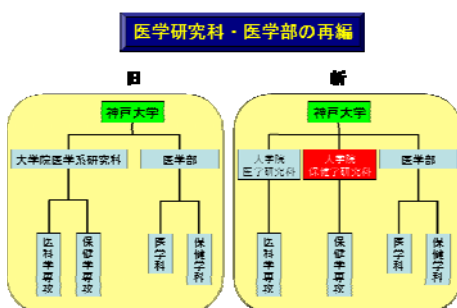 医学研究科・医学部の再編
旧
新
神戸大学
神戸大学
大学院医学系研究科
医学部
大学院
医学研究科
大学院
保健学研究科
医学部
医科学専攻
保健学専攻
医学科
保健学科
医科学専攻
保健学専攻
医学科
保健学科